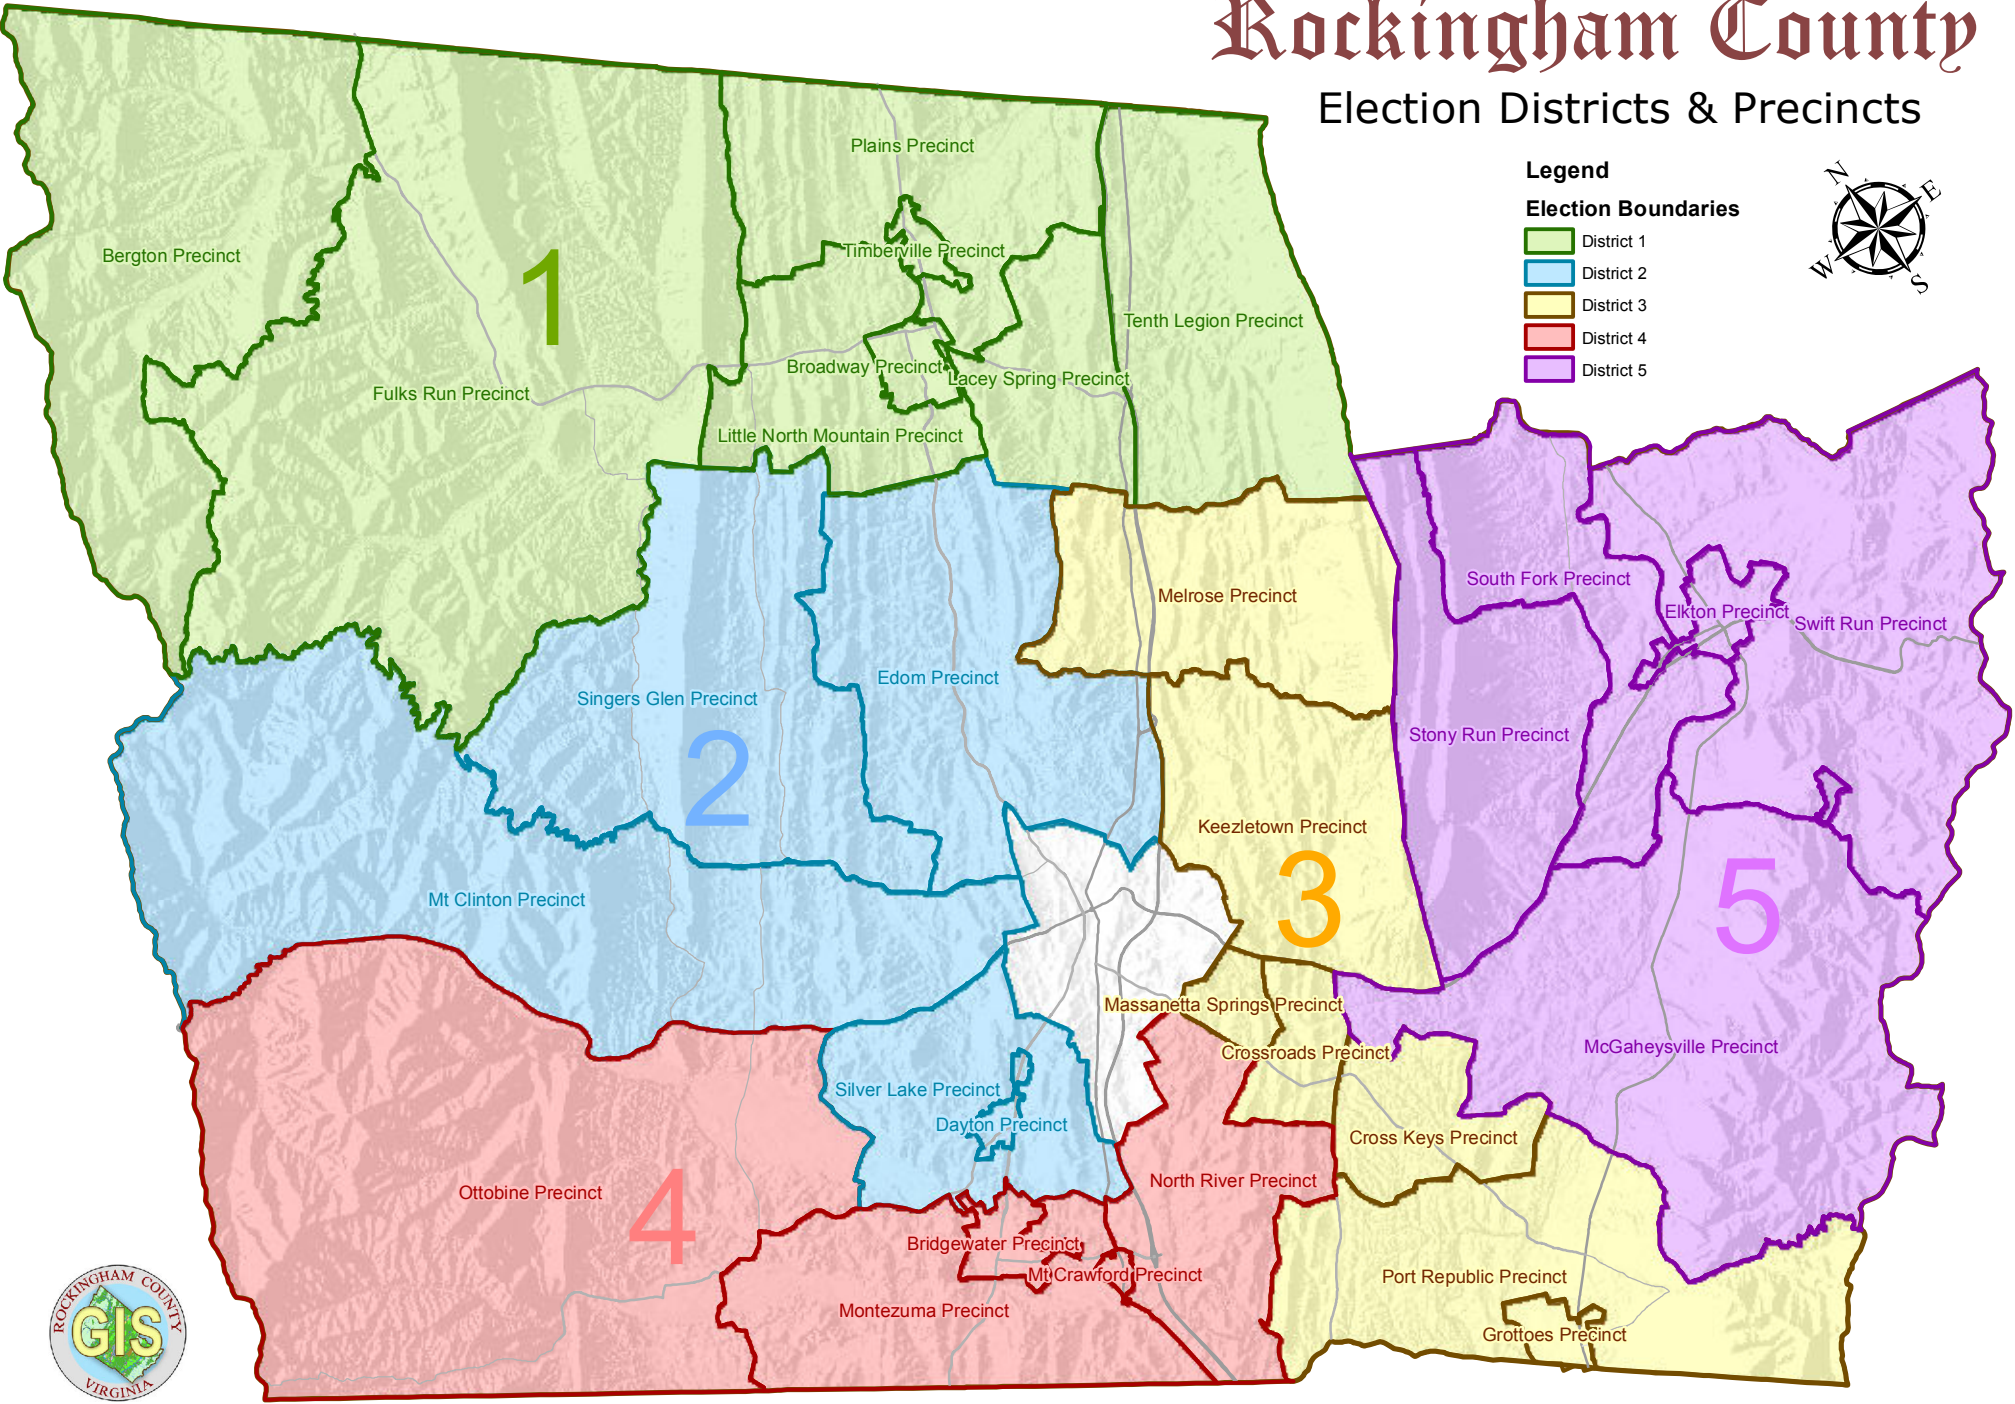 Rockingham County
Election Districts & Precincts
Legend
Election Boundaries
District 1
District 2
District 3
District 4
District 5
N
E
W
S
Plains Precinct
Bergton Precinct
Timberville Precinct
1
Tenth Legion Precinct
Broadway Precinct
Lacey Spring Precinct
Fulks Run Precinct
Little North Mountain Precinct
South Fork Precinct
Melrose Precinct
Elkton Precinct
Swift Run Precinct
Edom Precinct
Singers Glen Precinct
Stony Run Precinct
2
Keezletown Precinct
3
5
Mt Clinton Precinct
Massanetta Springs Precinct
Crossroads Precinct
McGaheysville Precinct
Silver Lake Precinct
Dayton Precinct
Cross Keys Precinct
North River Precinct
Ottobine Precinct
4
Bridgewater Precinct
Mt Crawford Precinct
Port Republic Precinct
Montezuma Precinct
Grottoes Precinct
ROCKINGHAM COUNTY
GIS
VIRGINIA